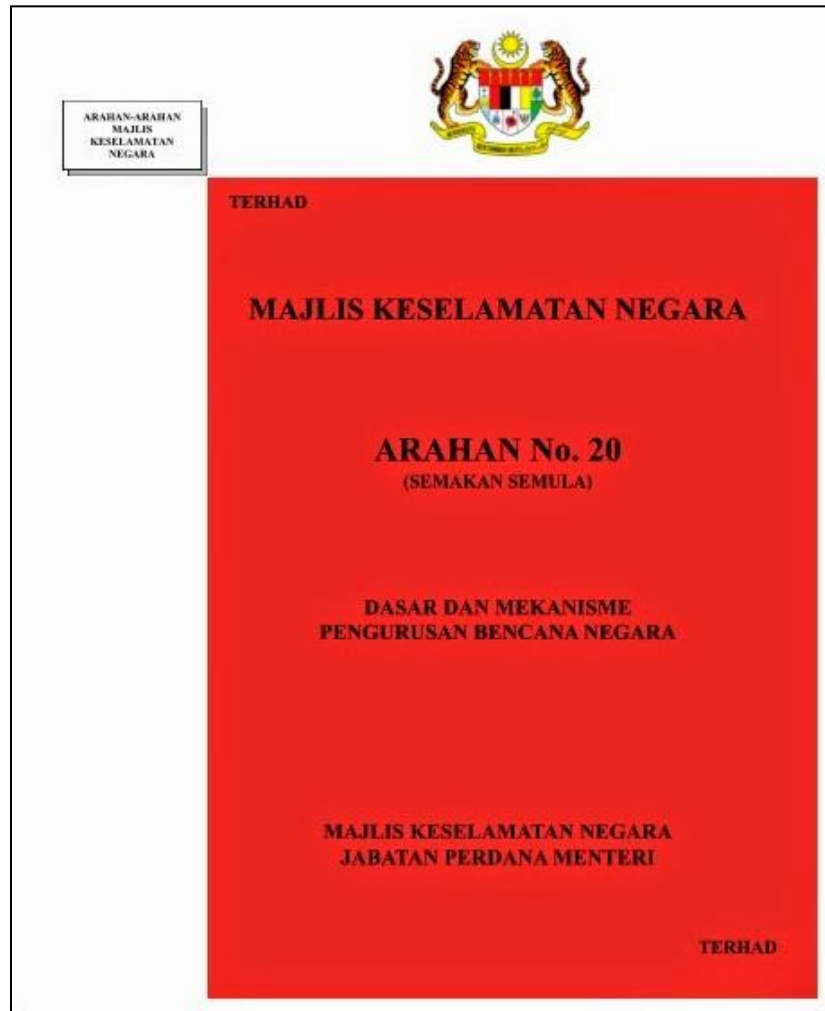 ARAHAN-ARAHAN
MAJLIS
KESELAMATAN
NEGARA
TERHAD
MAJLIS KESELAMATAN NEGARA
ARAHAN No. 20
(SEMAKAN SEMULA)
DASAR DAN MEKANISME
PENGURUSAN BENCANA NEGARA
MAJLIS KESELAMATAN NEGARA
JABATAN PERDANA MENTERI
TERHAD